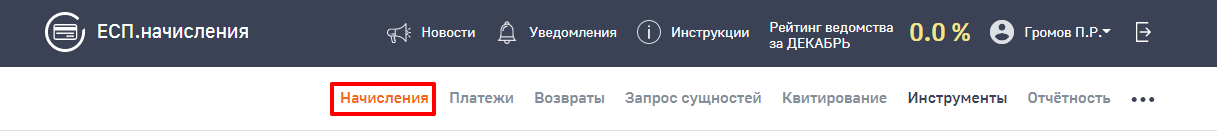 ЕСП.начисления
Новости
Уведомления
Инструкции
Рейтинг ведомства
за ДЕКАБРЬ
0.0 %
Громов П.Р.
Начисления Платежи Возвраты Запрос сущностей Квитирование Инструменты Отчётность •••